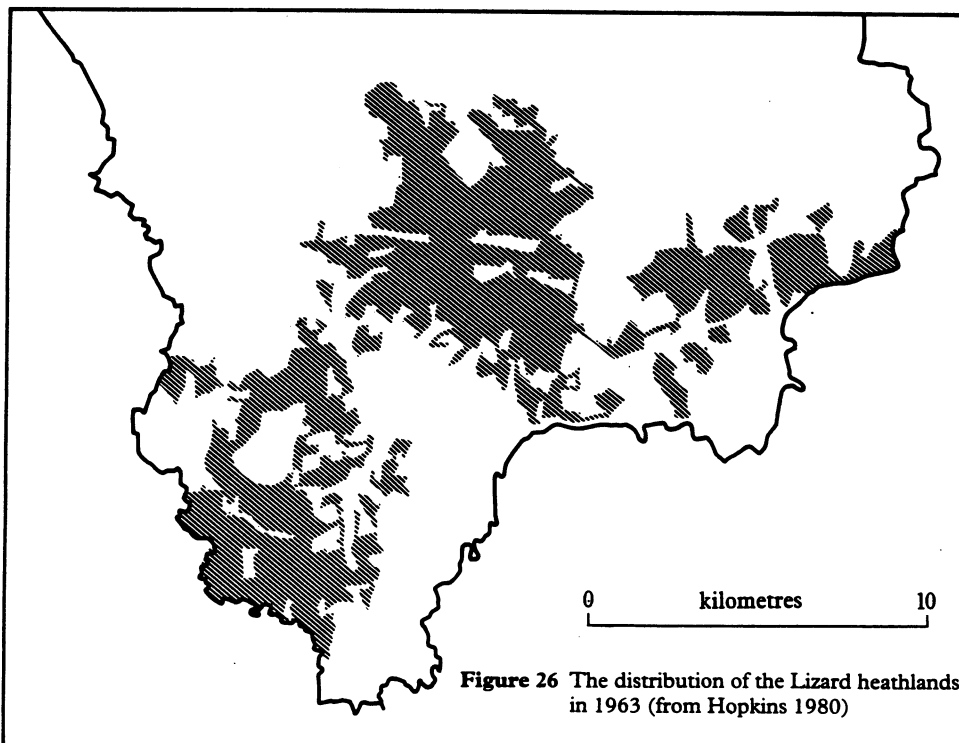 0 kilometres 10
Figure 26 The distribution of the Lizard heathlands
in 1963 (from Hopkins 1980)